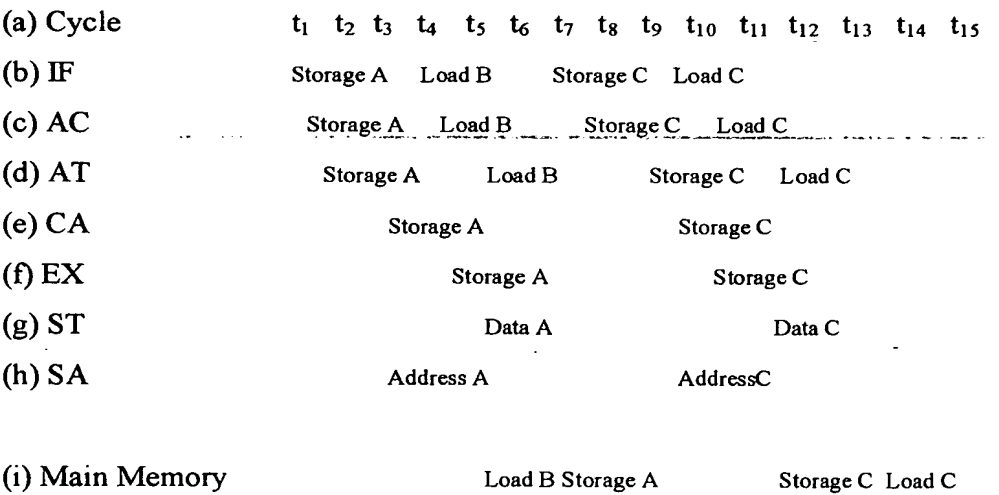 (a) Cycle t1 t2 t3 t4 t5 t6 t7 t8 t9 t10 t11 t12 t13 t14 t15
(b) IF Storage A Load B Storage C Load C
(c) AC Storage A Load B Storage C Load C
(d) AT Storage A Load B Storage C Load C
(e) CA Storage A Storage C
(f) EX Storage A Storage C
(g) ST Data A Data C
(h) SA Address A AddressC
(i) Main Memory Load B Storage A Storage C Load C